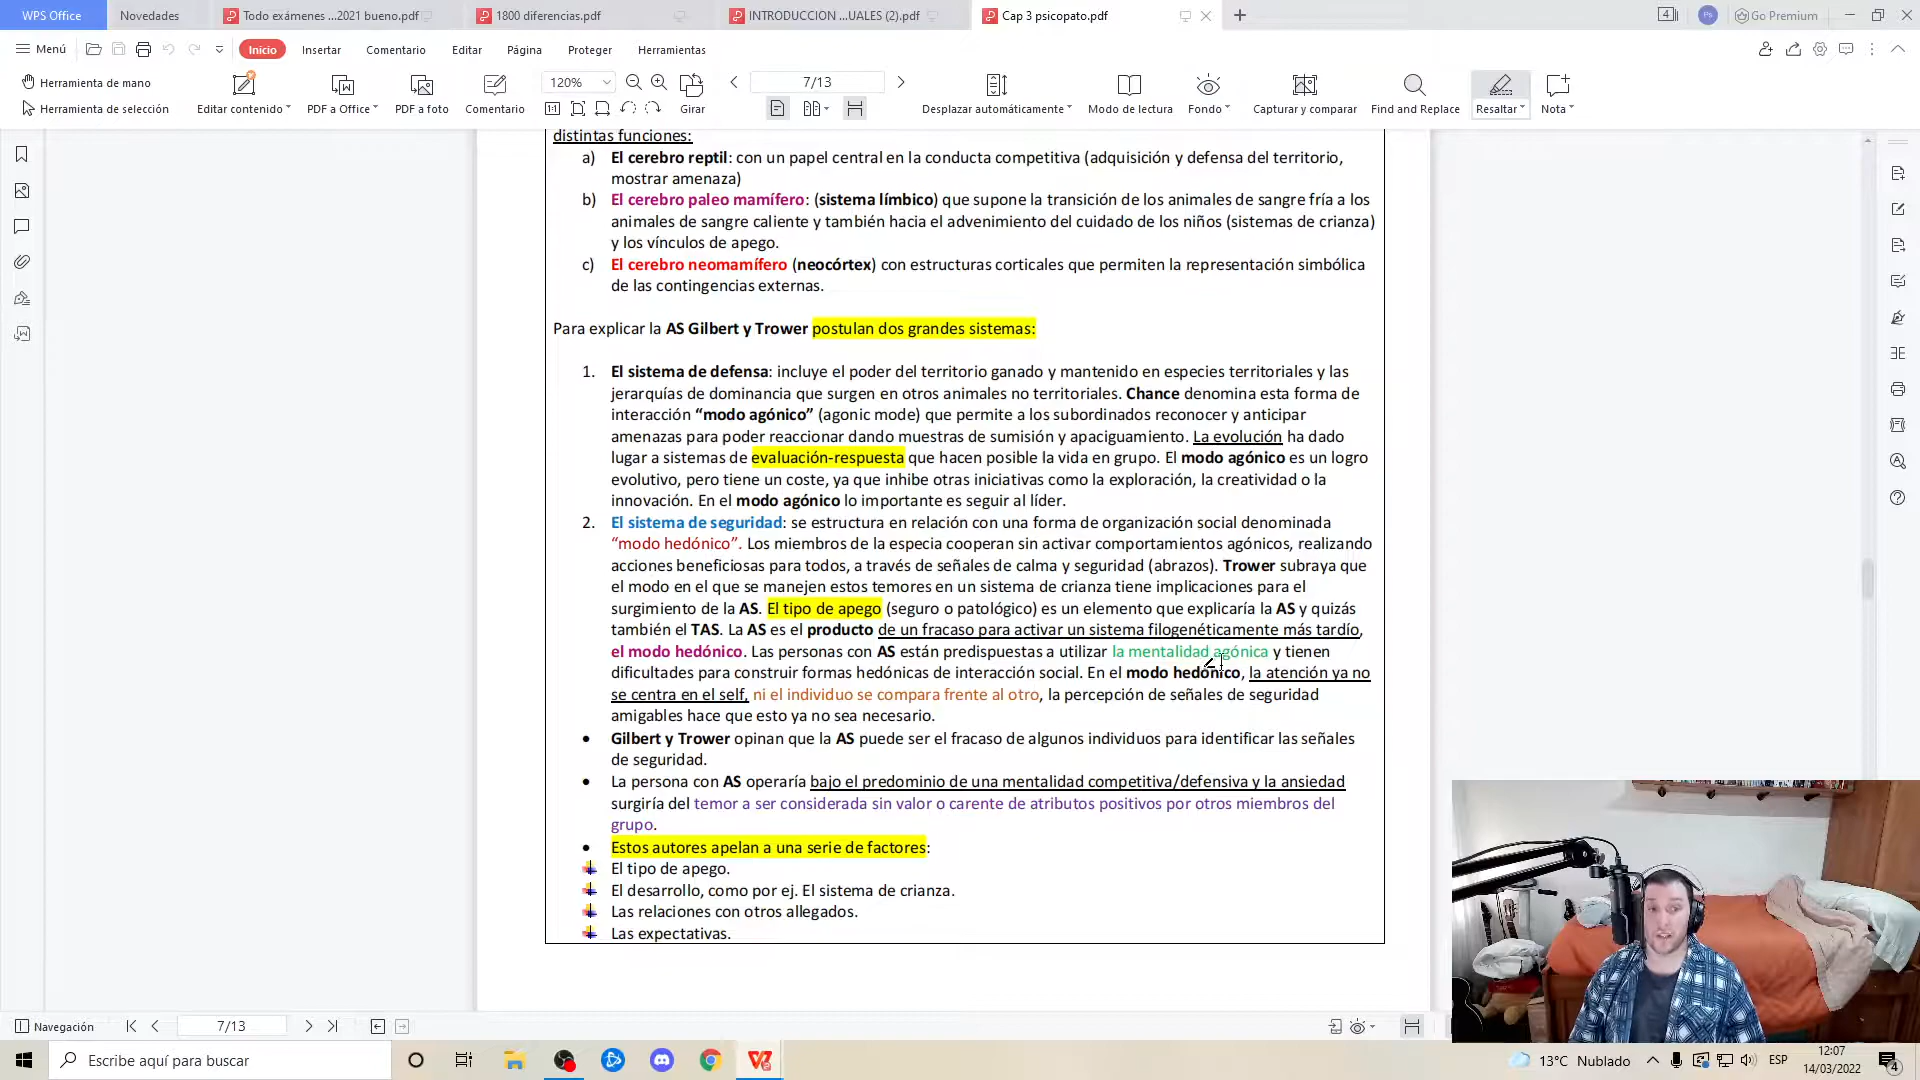 WPS Office
Novedades
Todo exámenes ...2021 bueno.pdf
1800 diferencias.pdf
INTRODUCCION ...UALES (2).pdf
Cap 3 psicopato.pdf
Go Premium
Menú
Inicio
Insertar
Comentario
Editar
Página
Proteger
Herramientas
Herramienta de mano
Herramienta de selección
Editar contenido
PDF a Office
PDF a foto
Comentario
120%
Girar
7/13
Desplazar automáticamente
Modo de lectura
Fondo
Capturar y comparar
Find and Replace
Resaltar
Nota
distintas funciones:
a) El cerebro reptil: con un papel central en la conducta competitiva (adquisición y defensa del territorio,
mostrar amenaza)
b) El cerebro paleo mamífero: (sistema límbico) que supone la transición de los animales de sangre fría a los
animales de sangre caliente y también hacia el advenimiento del cuidado de los niños (sistemas de crianza)
y los vínculos de apego.
c) El cerebro neomamífero (neocórtex) con estructuras corticales que permiten la representación simbólica
de las contingencias externas.
Para explicar la AS Gilbert y Trower postulan dos grandes sistemas:
1. El sistema de defensa: incluye el poder del territorio ganado y mantenido en especies territoriales y las
jerarquías de dominancia que surgen en otros animales no territoriales. Chance denomina esta forma de
interacción “modo agónico” (agonic mode) que permite a los subordinados reconocer y anticipar
amenazas para poder reaccionar dando muestras de sumisión y apaciguamiento. La evolución ha dado
lugar a sistemas de evaluación-respuesta que hacen posible la vida en grupo. El modo agónico es un logro
evolutivo, pero tiene un coste, ya que inhibe otras iniciativas como la exploración, la creatividad o la
innovación. En el modo agónico lo importante es seguir al líder.
2. El sistema de seguridad: se estructura en relación con una forma de organización social denominada
“modo hedónico”. Los miembros de la especia cooperan sin activar comportamientos agónicos, realizando
acciones beneficiosas para todos, a través de señales de calma y seguridad (abrazos). Trower subraya que
el modo en el que se manejen estos temores en un sistema de crianza tiene implicaciones para el
surgimiento de la AS. El tipo de apego (seguro o patológico) es un elemento que explicaría la AS y quizás
también el TAS. La AS es el producto de un fracaso para activar un sistema filogenéticamente más tardío,
el modo hedónico. Las personas con AS están predispuestas a utilizar la mentalidad agónica y tienen
dificultades para construir formas hedónicas de interacción social. En el modo hedónico, la atención ya no
se centra en el self, ni el individuo se compara frente al otro, la percepción de señales de seguridad
amigables hace que esto ya no sea necesario.
• Gilbert y Trower opinan que la AS puede ser el fracaso de algunos individuos para identificar las señales
de seguridad.
• La persona con AS operaría bajo el predominio de una mentalidad competitiva/defensiva y la ansiedad
surgiría del temor a ser considerada sin valor o carente de atributos positivos por otros miembros del
grupo.
• Estos autores apelan a una serie de factores:
El tipo de apego.
El desarrollo, como por ej. El sistema de crianza.
Las relaciones con otros allegados.
Las expectativas.
Navegación
7/13
Escribe aquí para buscar
13°C Nublado
ESP
12:07
14/03/2022
4